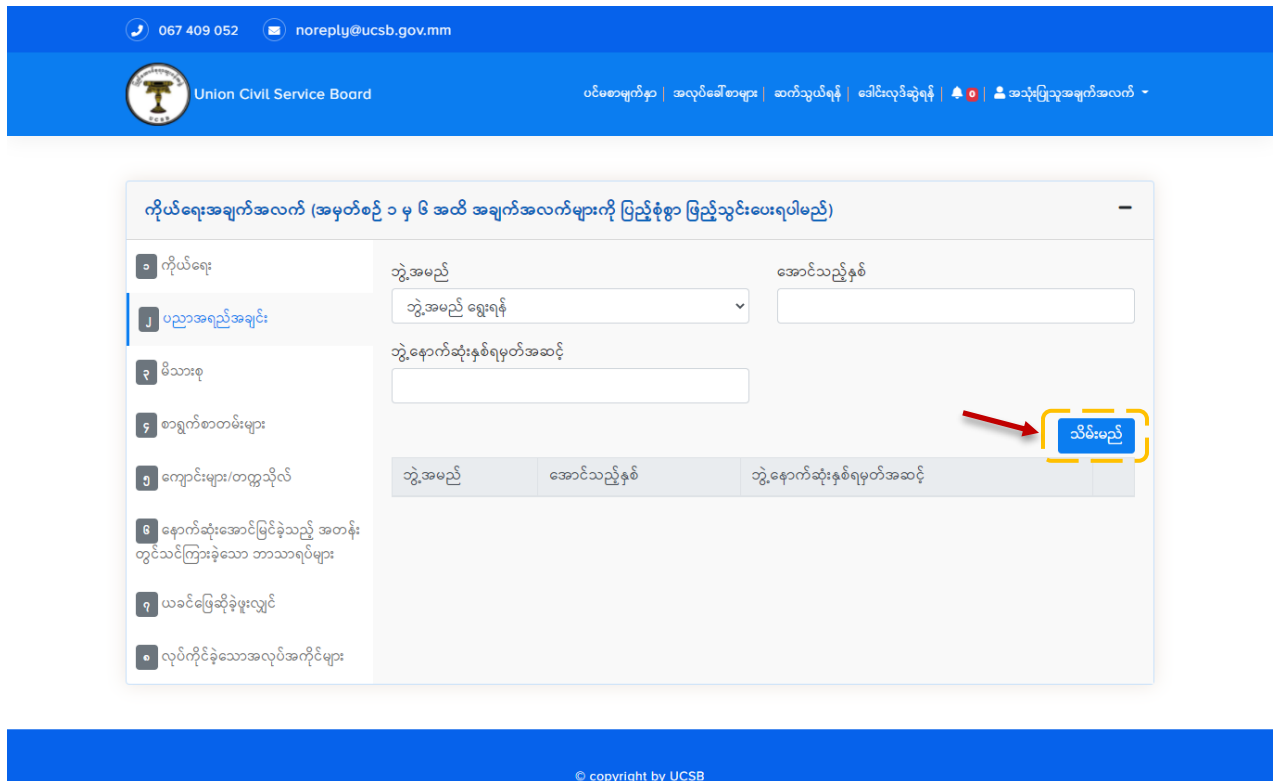 067 409 052 noreply@ucsb.gov.mm
Union Civil Service Board
ပင်မစာမျက်နှာ | အလုပ်ခေါ်စာများ | ဆက်သွယ်ရန် | ဒေါင်းလုဒ်ဆွဲရန် | 0 | အသုံးပြုသူအချက်အလက်
UCSB
ကိုယ်ရေးအချက်အလက် (အမှတ်စဉ် ၁ မှ ၆ အထိ အချက်အလက်များကို ပြည့်စုံစွာ ဖြည့်သွင်းပေးရပါမည်)
၁ ကိုယ်ရေး
၂ ပညာအရည်အချင်း
၃ မိသားစု
၄ စာရွက်စာတမ်းများ
၅ ကျောင်းများ/တက္ကသိုလ်
၆ နောက်ဆုံးအောင်မြင်ခဲ့သည့် အတန်း
တွင်သင်ကြားခဲ့သော ဘာသာရပ်များ
၇ ယခင်ဖြေဆိုခဲ့ဖူးလျှင်
၈ လုပ်ကိုင်ခဲ့သောအလုပ်အကိုင်များ
ဘွဲ့အမည်
အောင်သည့်နှစ်
ဘွဲ့အမည် ရွေးရန်
ဘွဲ့နောက်ဆုံးနှစ်ရမှတ်အဆင့်
သိမ်းမည်
ဘွဲ့အမည် အောင်သည့်နှစ် ဘွဲ့နောက်ဆုံးနှစ်ရမှတ်အဆင့်
© copyright by UCSB